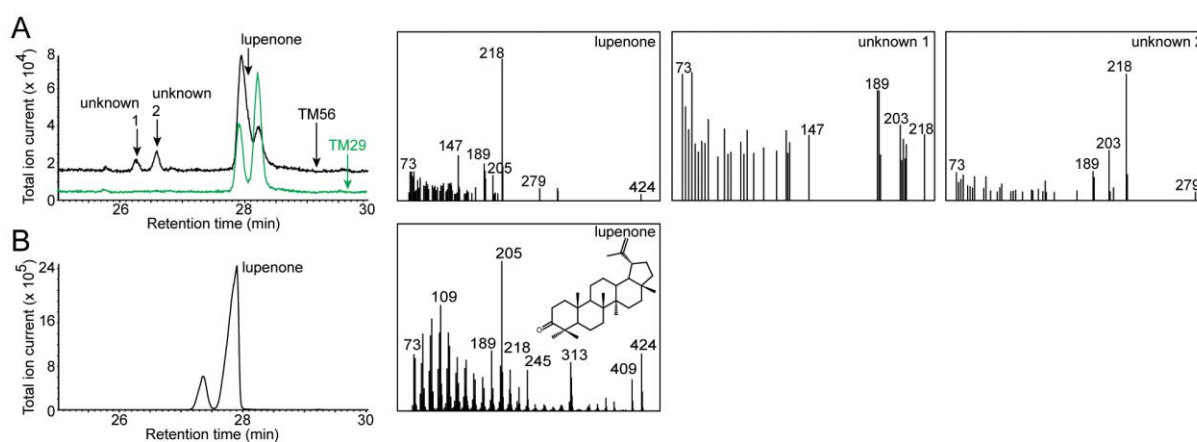 A
Total ion current (x 10⁴)
8
6
4
2
0
unknown
1
unknown
2
lupenone
TM56
TM29
26
28
30
Retention time (min)
lupenone
73
147
189
205
218
279
424
unknown 1
73
147
189
203
218
unknown 2
73
189
203
218
279
B
Total ion current (x 10⁵)
24
16
8
0
lupenone
26
28
30
Retention time (min)
lupenone
73
109
189
205
218
245
313
409
424
O